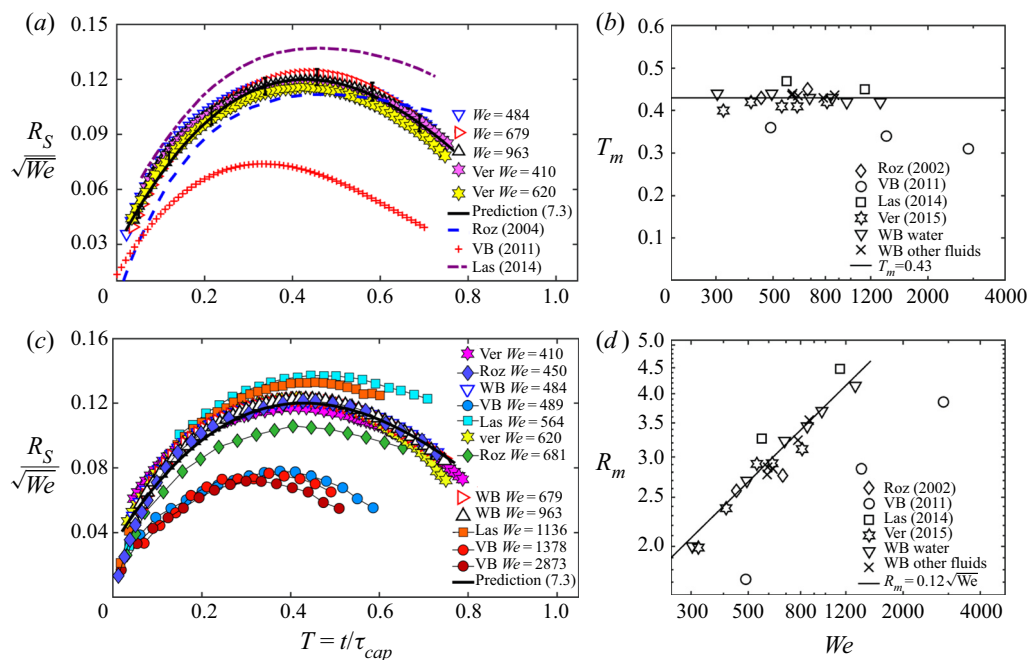 (a)
0.15
0.12
0.09
0.06
0.03
R_S
√We
We = 484
We = 679
We = 963
Ver We = 410
Ver We = 620
Prediction (7.3)
Roz (2004)
VB (2011)
Las (2014)
0 0.2 0.4 0.6 0.8 1.0
(b)
0.5
0.4
0.3
0.2
0.1
T_m
Roz (2002)
VB (2011)
Las (2014)
Ver (2015)
WB water
WB other fluids
T_m = 0.43
0 300 500 800 1200 2000 4000
(c)
0.16
0.12
0.08
0.04
R_S
√We
Ver We = 410
Roz We = 450
WB We = 484
VB We = 489
Las We = 564
ver We = 620
Roz We = 681
WB We = 679
WB We = 963
Las We = 1136
VB We = 1378
VB We = 2873
Prediction (7.3)
0 0.2 0.4 0.6 0.8 1.0
T = t/τ_cap
(d)
5.0
4.0
3.0
2.0
R_m
Roz (2002)
VB (2011)
Las (2014)
Ver (2015)
WB water
WB other fluids
R_m = 0.12√We
300 500 800 1200 2000 4000
We